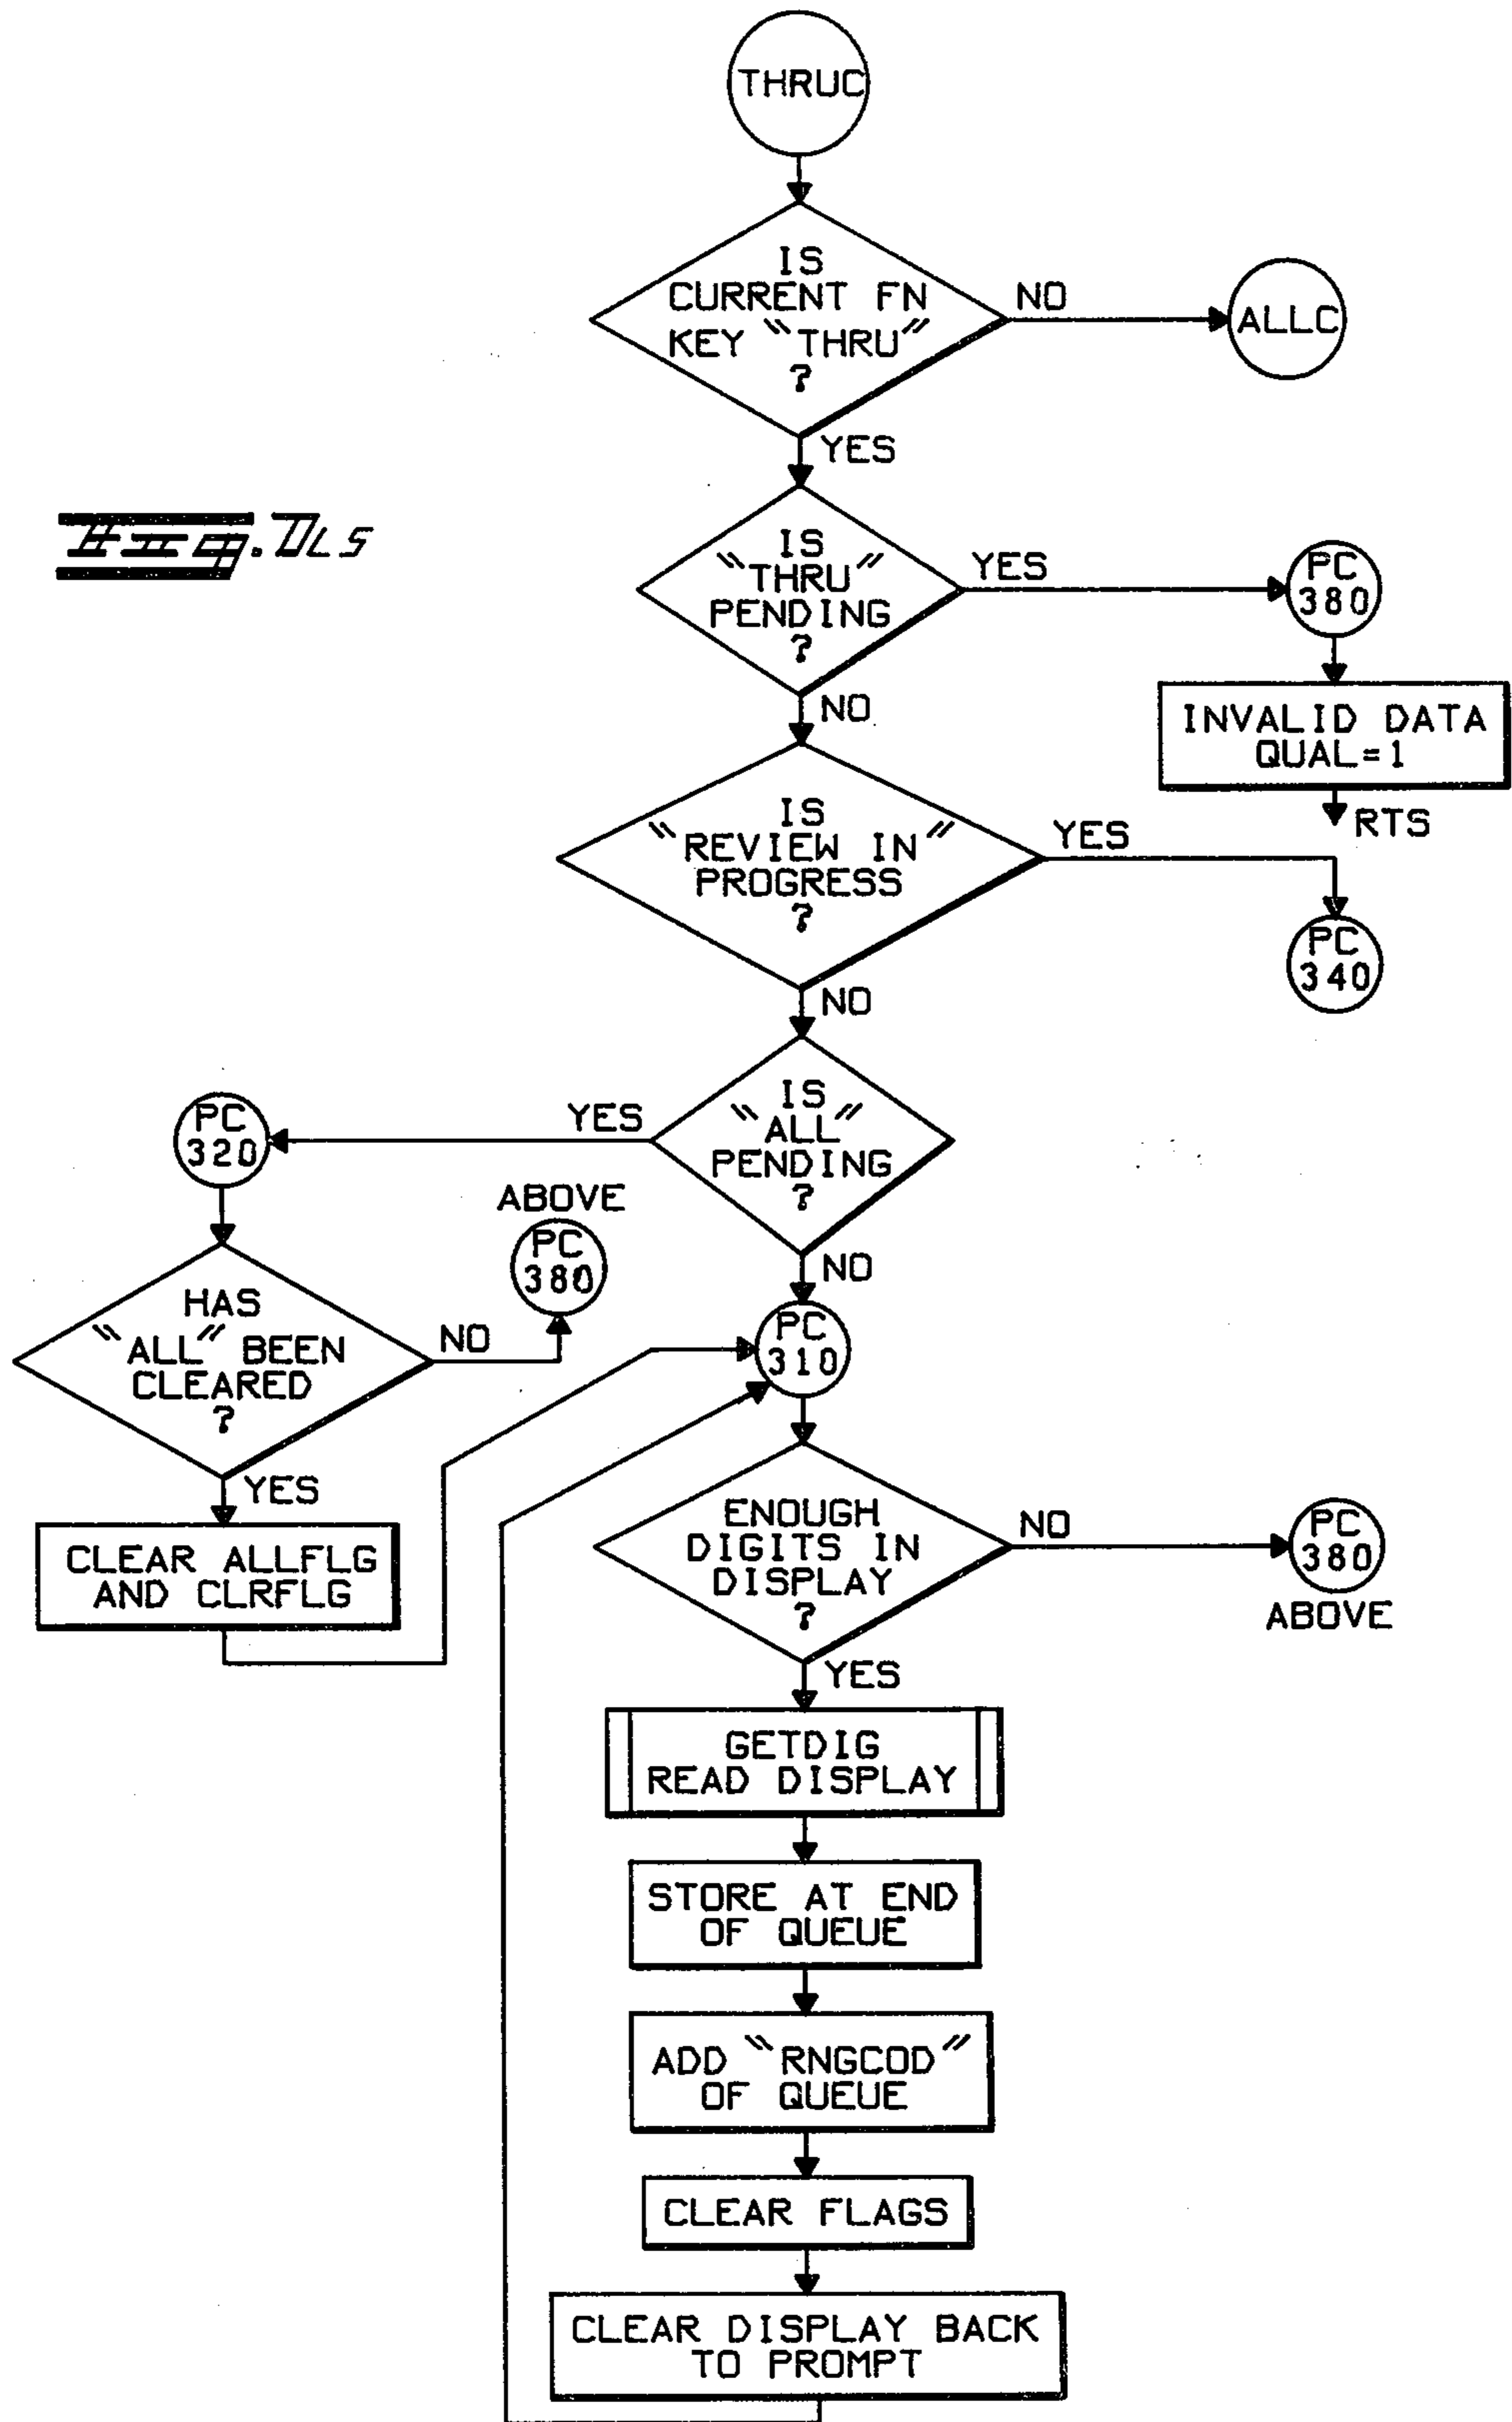 THRUC
IS
CURRENT FN
KEY "THRU"
?
NO
ALLC
YES
Fig. 7L5
IS
"THRU"
PENDING
?
YES
PC
380
NO
INVALID DATA
QUAL=1
RTS
IS
"REVIEW IN"
PROGRESS
?
YES
PC
340
NO
IS
"ALL"
PENDING
?
YES
PC
320
NO
ABOVE
PC
380
HAS
"ALL" BEEN
CLEARED
?
NO
YES
CLEAR ALLFLG
AND CLRFLG
PC
310
ENOUGH
DIGITS IN
DISPLAY
?
NO
PC
380
ABOVE
YES
GETDIG
READ DISPLAY
STORE AT END
OF QUEUE
ADD "RNGCOD"
OF QUEUE
CLEAR FLAGS
CLEAR DISPLAY BACK
TO PROMPT